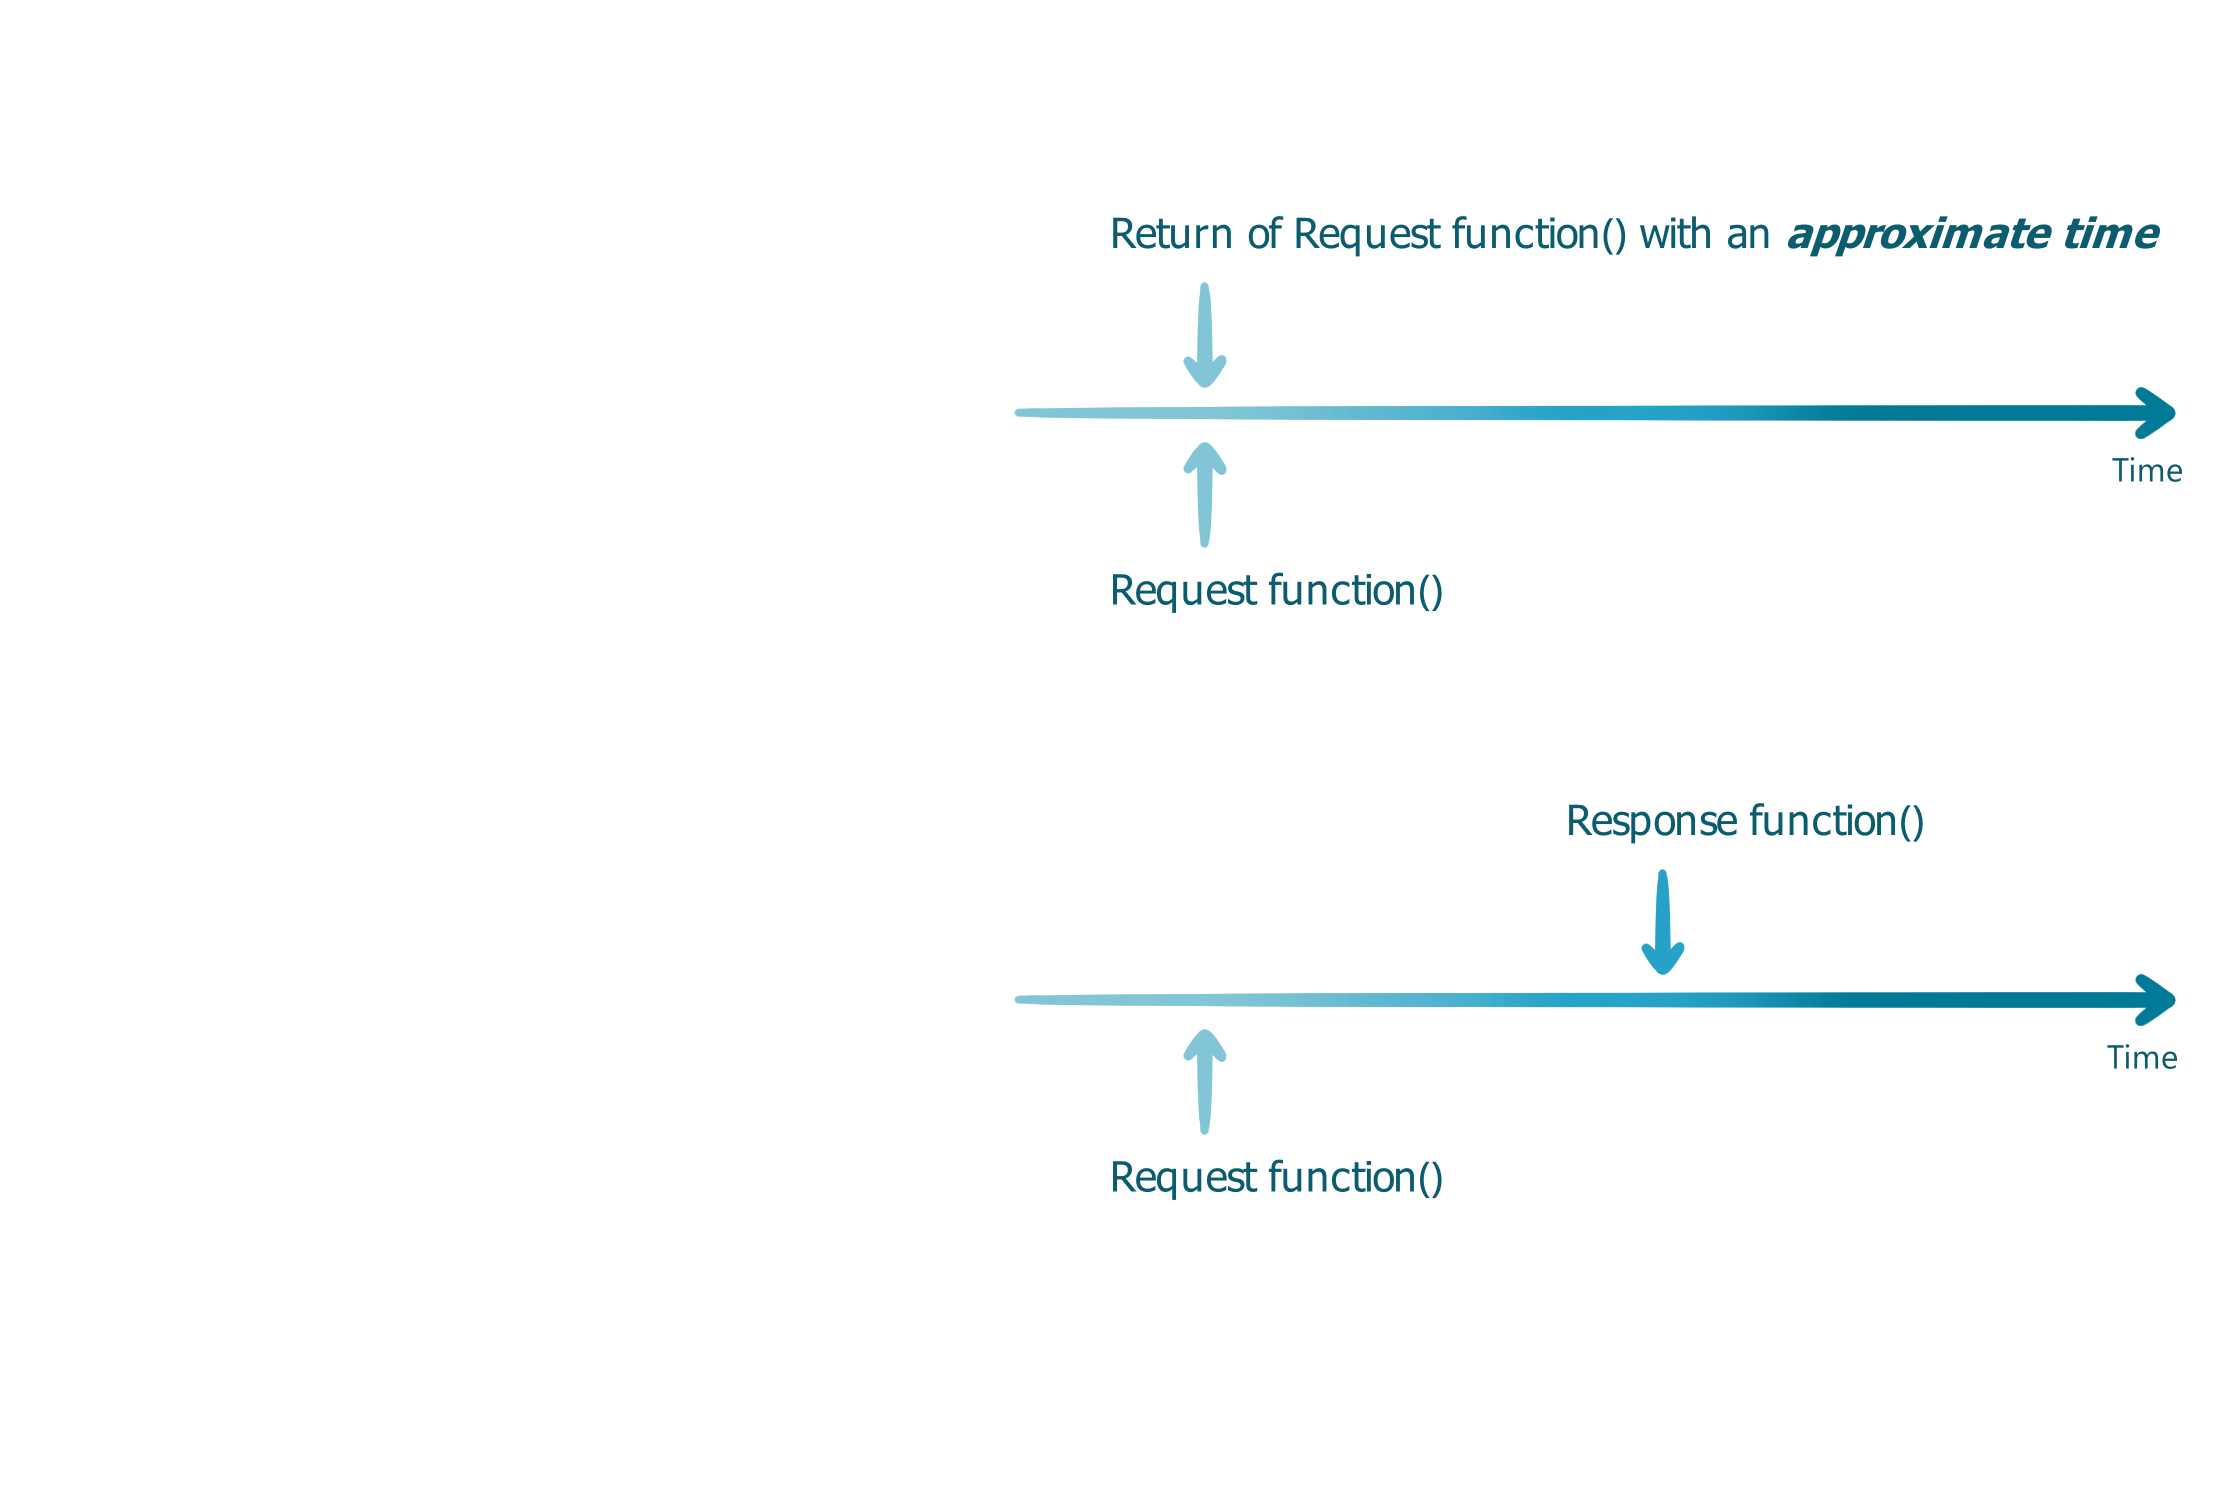 Return of Request function() with an approximate time
Time
Request function()
Response function()
Time
Request function()